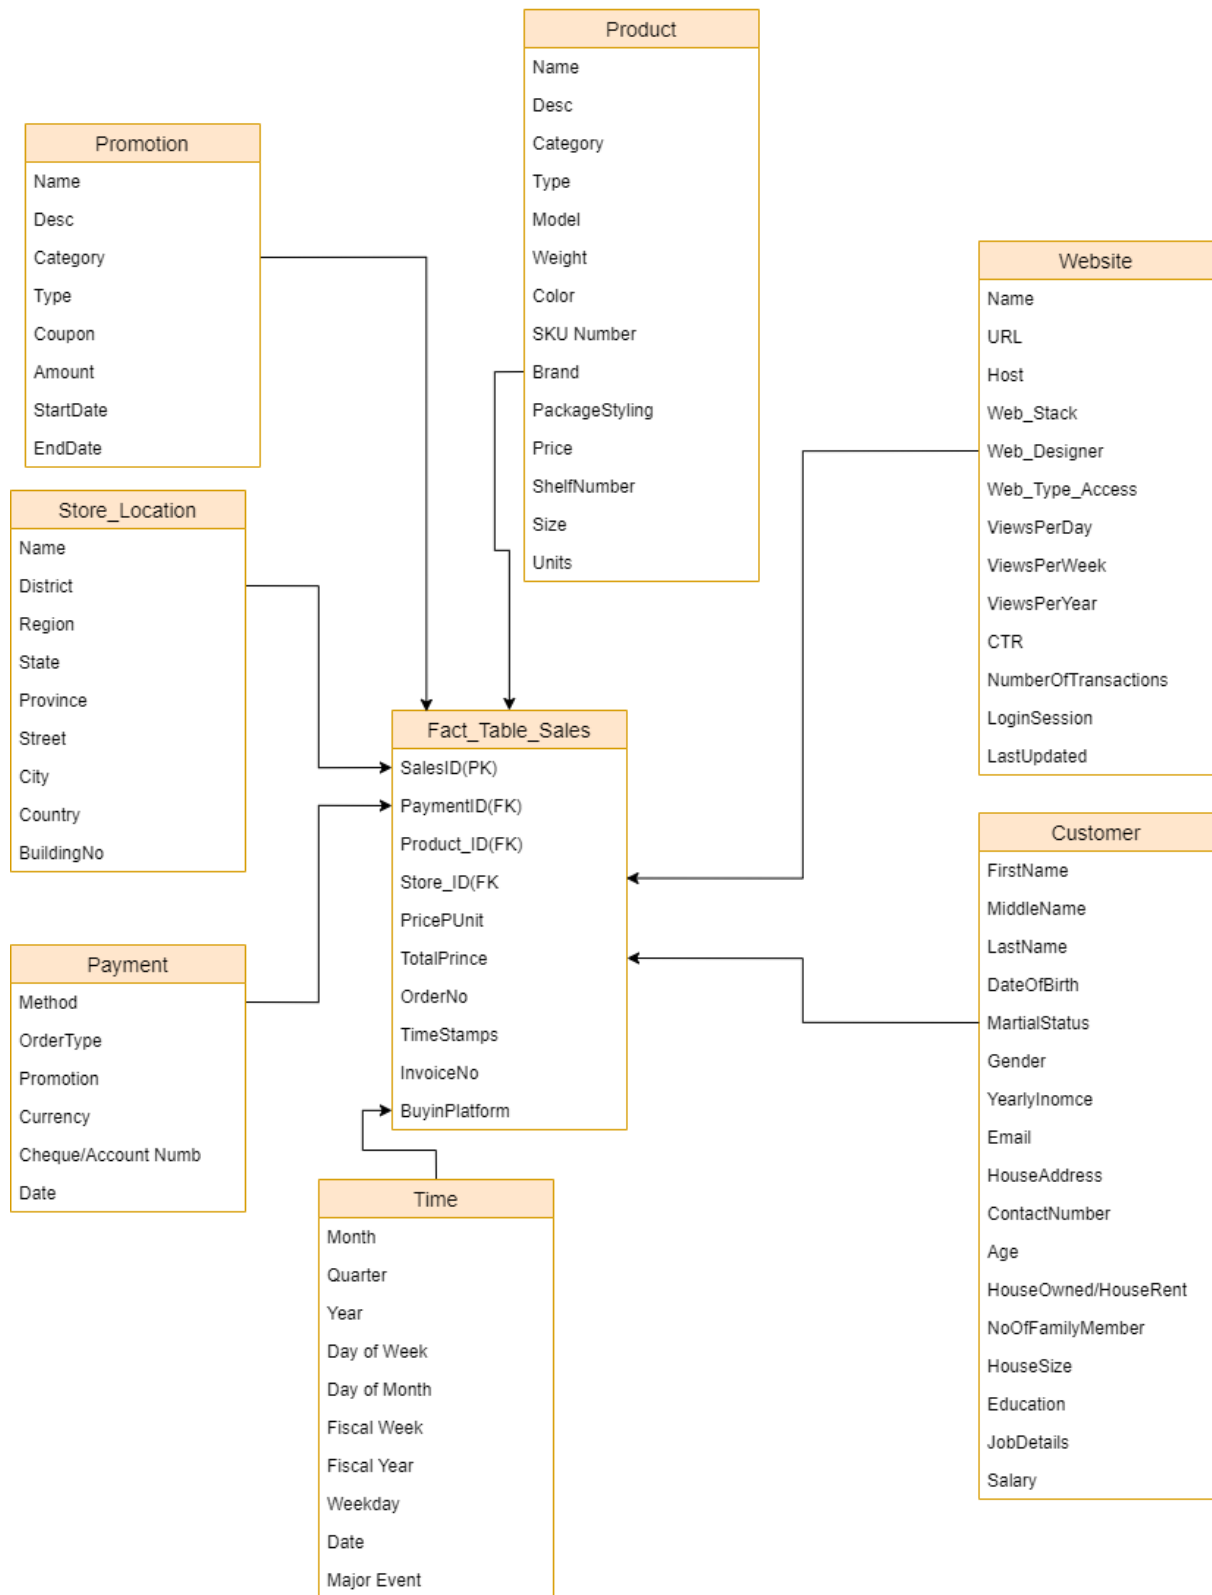 Product
Name
Desc
Category
Type
Model
Weight
Color
SKU Number
Brand
PackageStyling
Price
ShelfNumber
Size
Units
Promotion
Name
Desc
Category
Type
Coupon
Amount
StartDate
EndDate
Website
Name
URL
Host
Web_Stack
Web_Designer
Web_Type_Access
ViewsPerDay
ViewsPerWeek
ViewsPerYear
CTR
NumberOfTransactions
LoginSession
LastUpdated
Store_Location
Name
District
Region
State
Province
Street
City
Country
BuildingNo
Fact_Table_Sales
SalesID(PK)
PaymentID(FK)
Product_ID(FK)
Store_ID(FK
PricePUnit
TotalPrince
OrderNo
TimeStamps
InvoiceNo
BuyinPlatform
Customer
FirstName
MiddleName
LastName
DateOfBirth
MartialStatus
Gender
YearlyInomce
Email
HouseAddress
ContactNumber
Age
HouseOwned/HouseRent
NoOfFamilyMember
HouseSize
Education
JobDetails
Salary
Payment
Method
OrderType
Promotion
Currency
Cheque/Account Numb
Date
Time
Month
Quarter
Year
Day of Week
Day of Month
Fiscal Week
Fiscal Year
Weekday
Date
Major Event